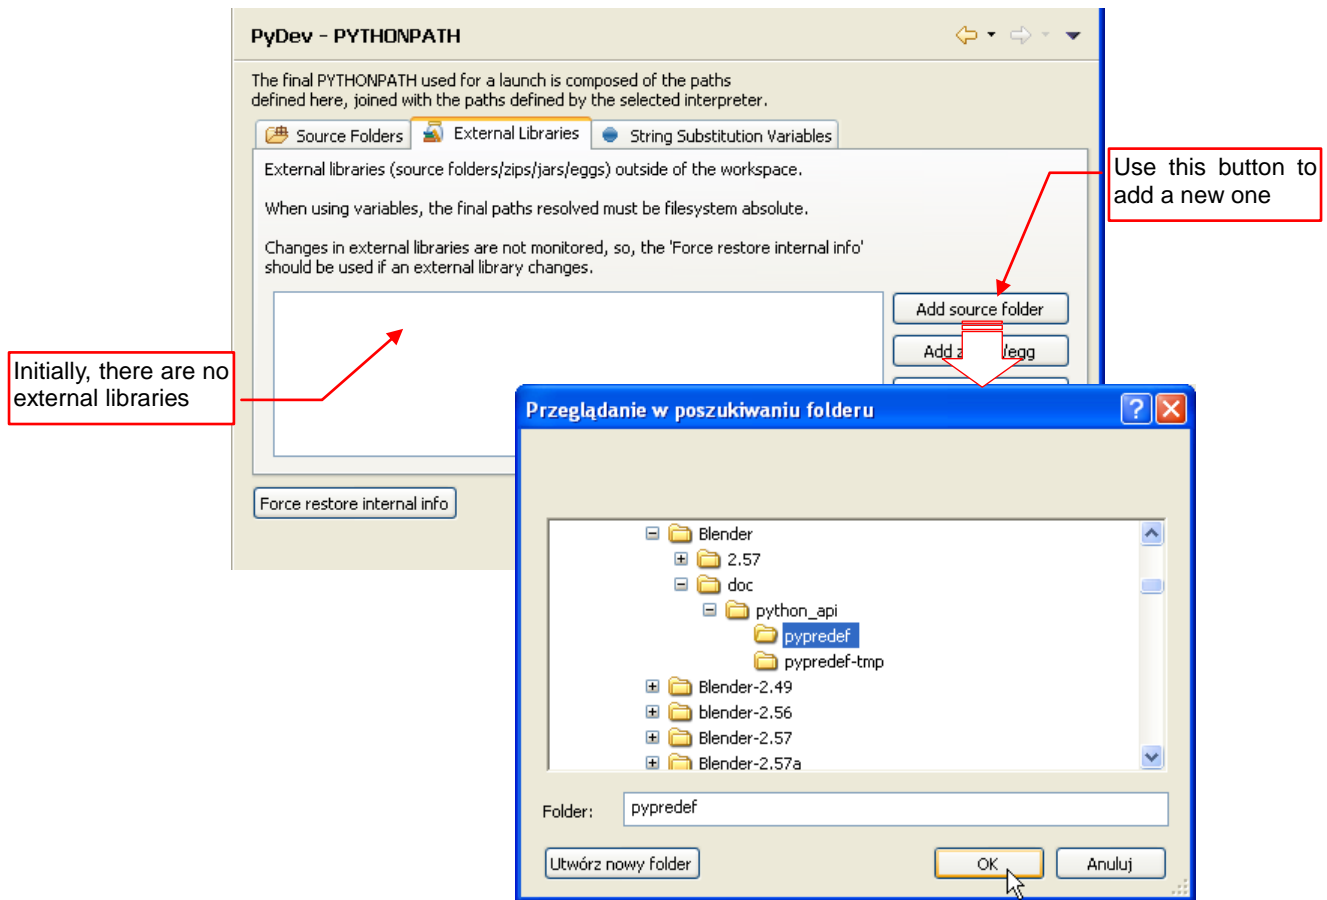 PyDev - PYTHONPATH
The final PYTHONPATH used for a launch is composed of the paths
defined here, joined with the paths defined by the selected interpreter.
Source Folders
External Libraries
String Substitution Variables
External libraries (source folders/zips/jars/eggs) outside of the workspace.
When using variables, the final paths resolved must be filesystem absolute.
Changes in external libraries are not monitored, so, the 'Force restore internal info'
should be used if an external library changes.
Use this button to
add a new one
Add source folder
Add z /egg
Initially, there are no
external libraries
Force restore internal info
Przeglądanie w poszukiwaniu folderu
Blender
2.57
doc
python_api
pypredef
pypredef-tmp
Blender-2.49
blender-2.56
Blender-2.57
Blender-2.57a
Folder:
pypredef
Utwórz nowy folder
OK
Anuluj